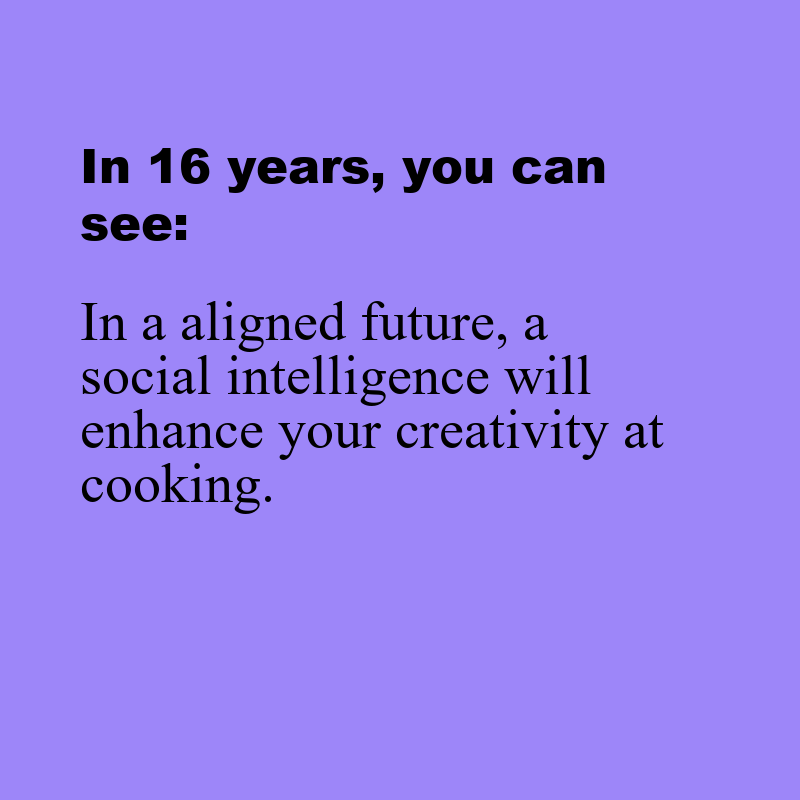 In 16 years, you can
see:
In a aligned future, a
social intelligence will
enhance your creativity at
cooking.